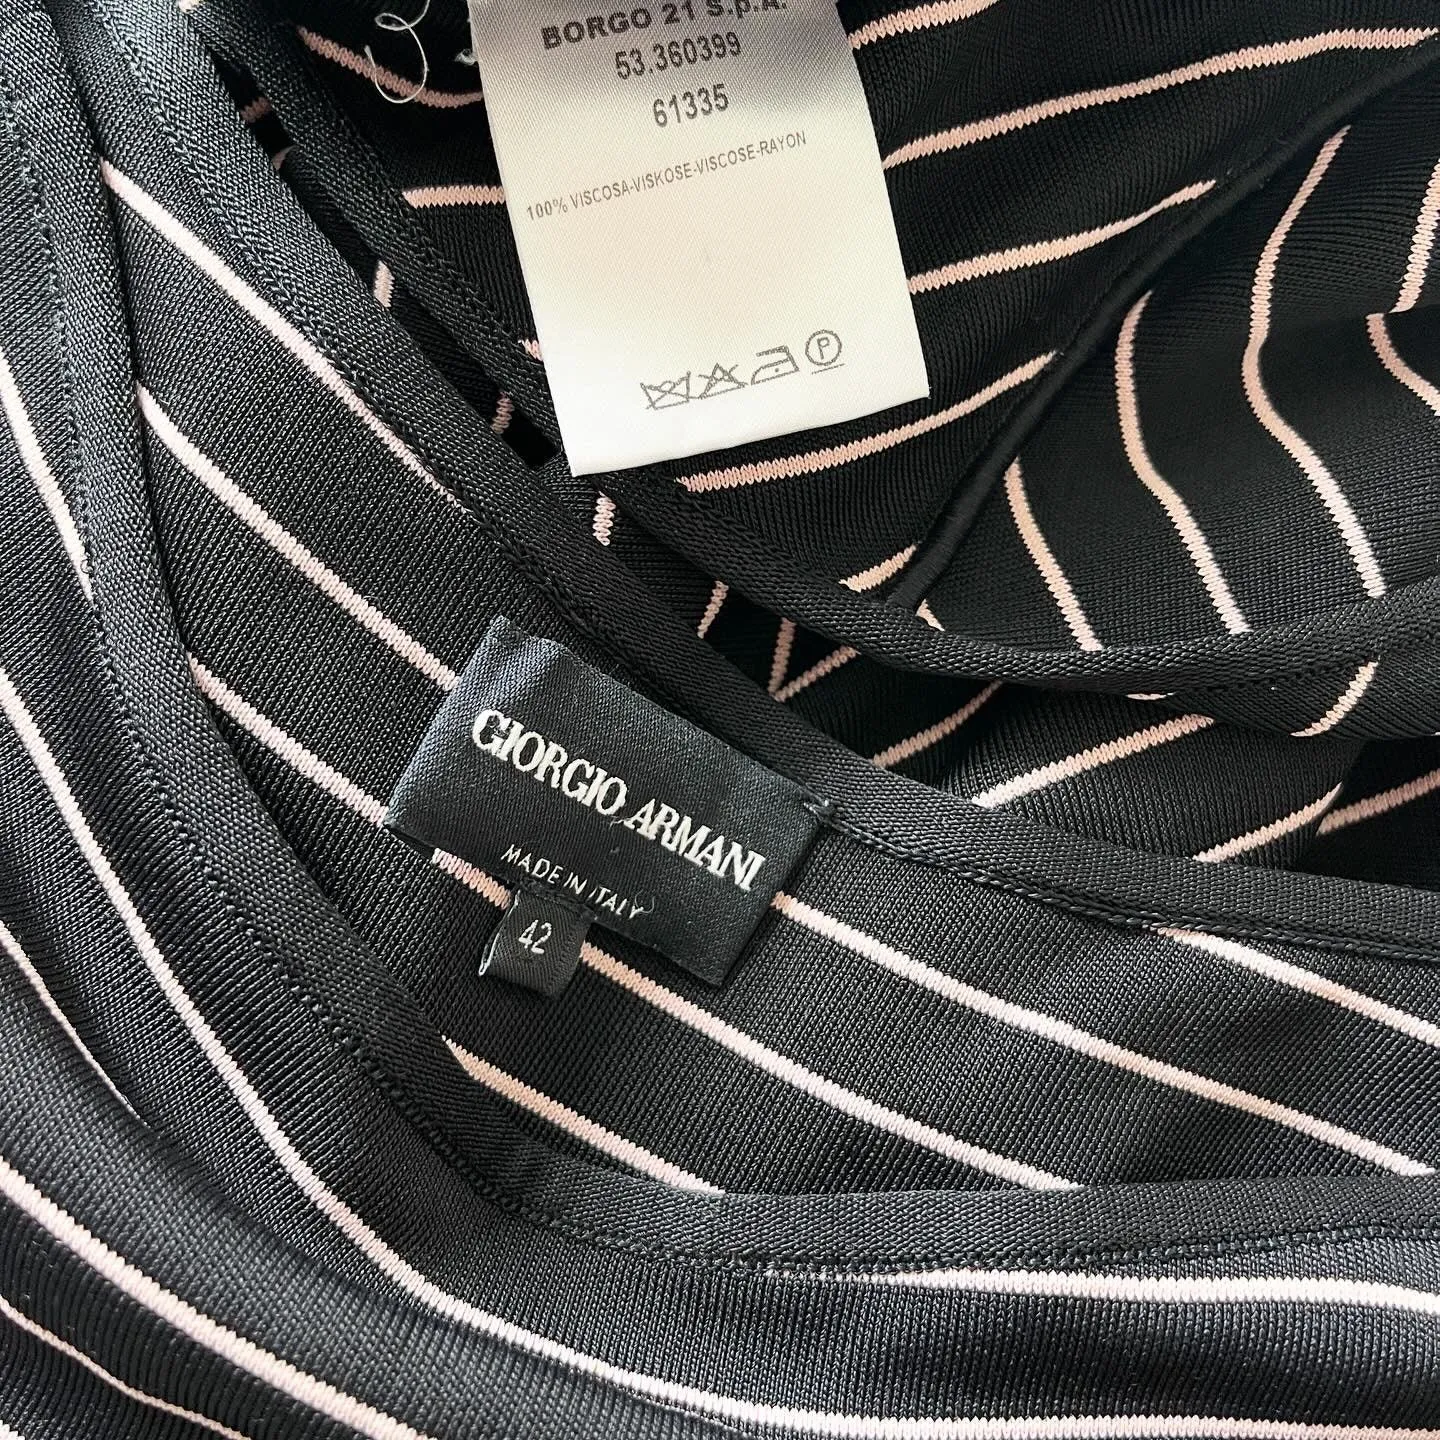 BORGO 21 S.p.A.
53.360399
61335
100% VISCOSA-VISKOSE-VISCOSE-RAYON
P
GIORGIO ARMANI
MADE IN ITALY
42